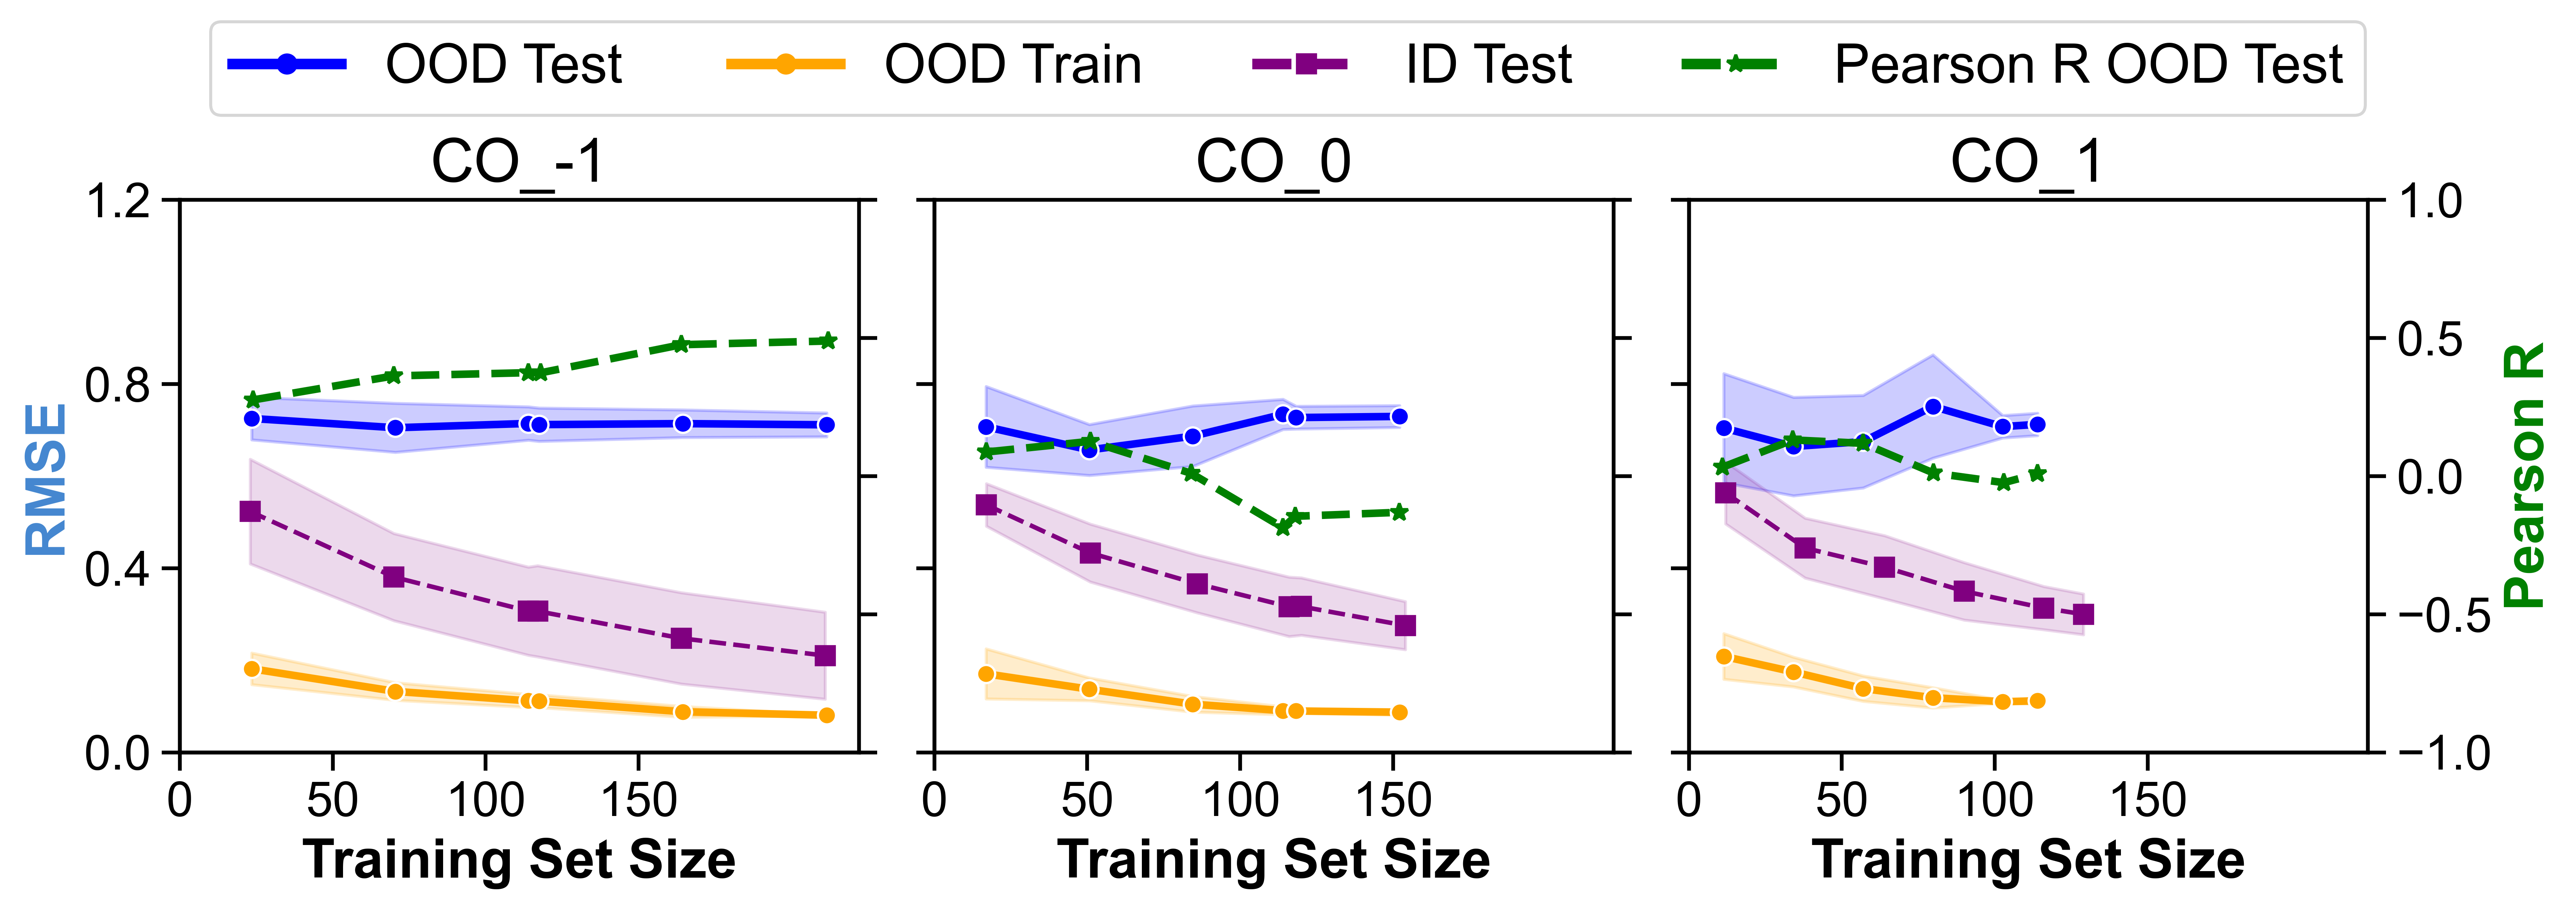 OOD Test OOD Train ID Test Pearson R OOD Test
CO_-1 CO_0 CO_1
RMSE
1.2
0.8
0.4
0.0
0 50 100 150
0 50 100 150
0 50 100 150
1.0
0.5
0.0
−0.5
−1.0
Pearson R
Training Set Size Training Set Size Training Set Size